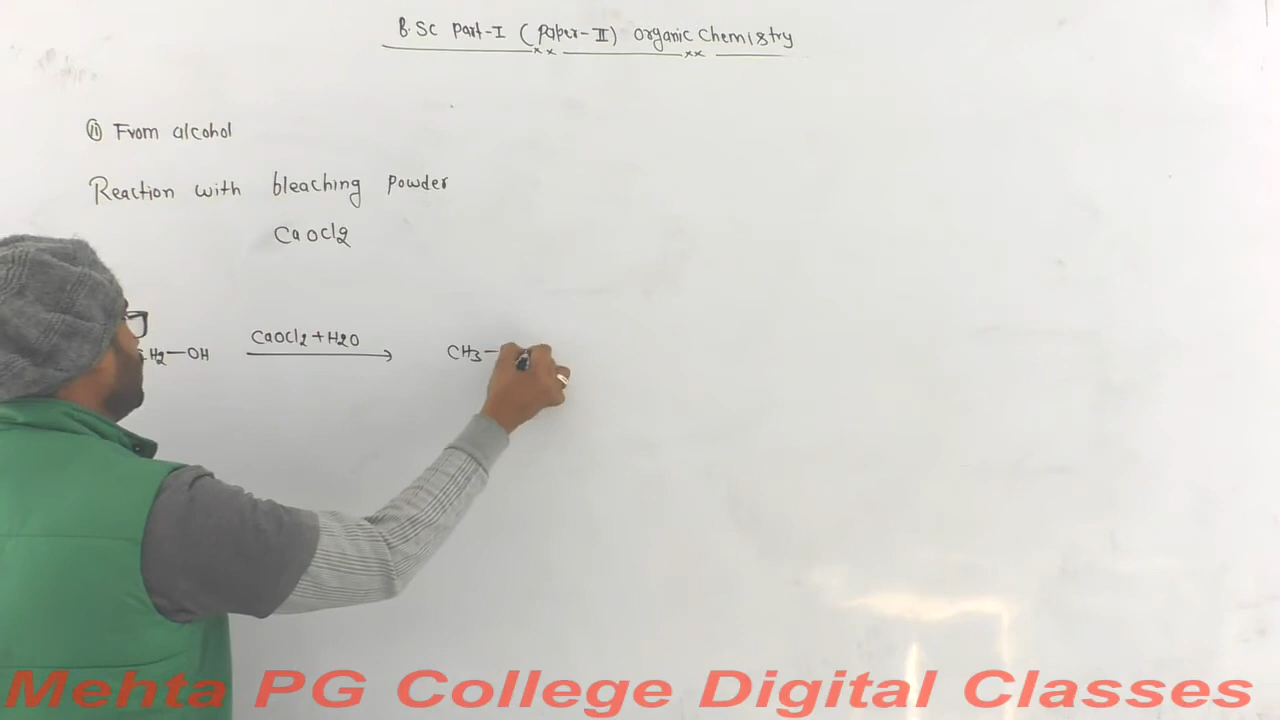 B.Sc Part-I (Paper-II) Organic Chemistry
(ii) From alcohol
Reaction with bleaching powder
CaOCl2
H2—OH CaOCl2+H2O CH3—
Mehta PG College Digital Classes